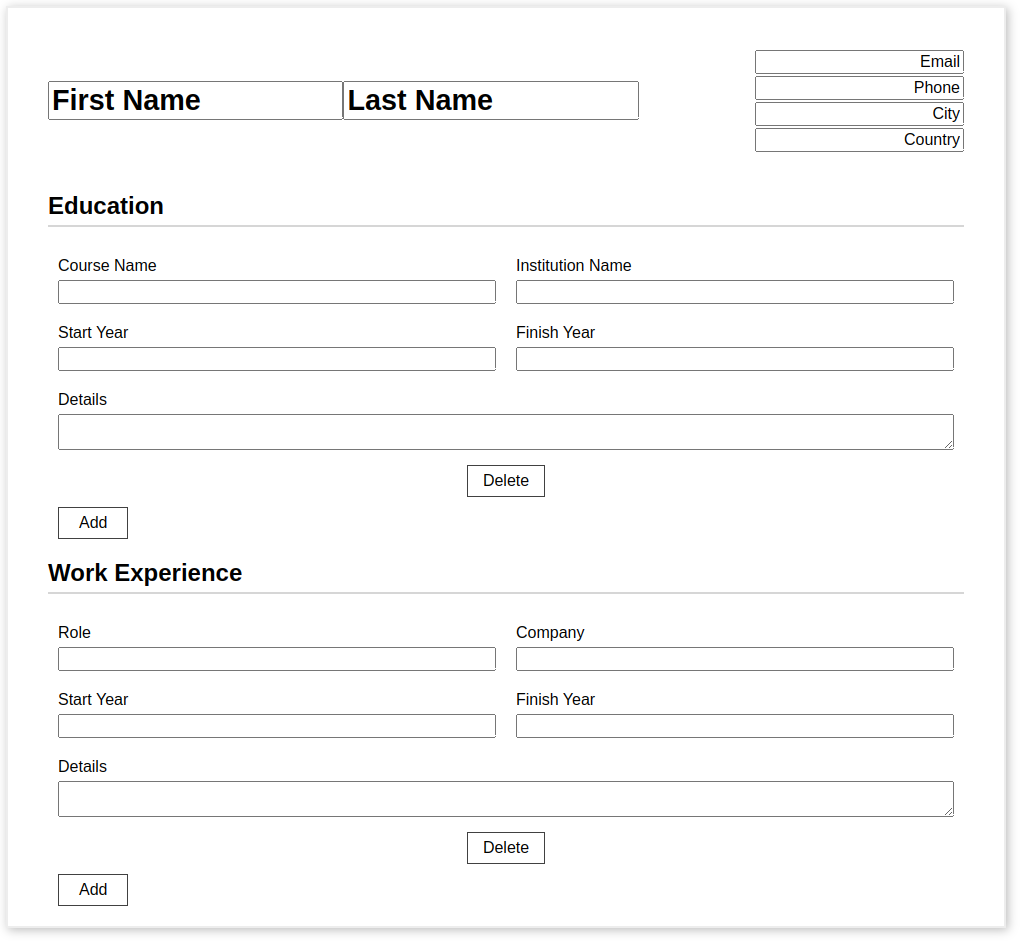 Email
Phone
First Name Last Name
City
Country
Education
Course Name Institution Name
Start Year Finish Year
Details
Delete
Add
Work Experience
Role Company
Start Year Finish Year
Details
Delete
Add